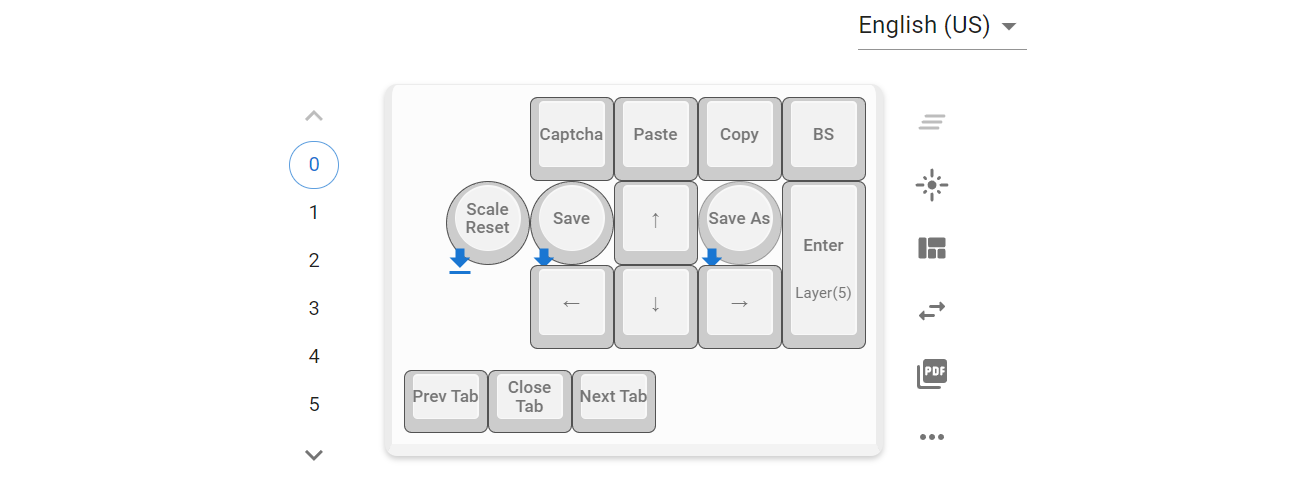 English (US)
0
1
2
3
4
5
Captcha
Paste
Copy
BS
Scale
Reset
Save
↑
Save As
Enter
Layer(5)
←
↓
→
Prev Tab
Close
Tab
Next Tab
PDF